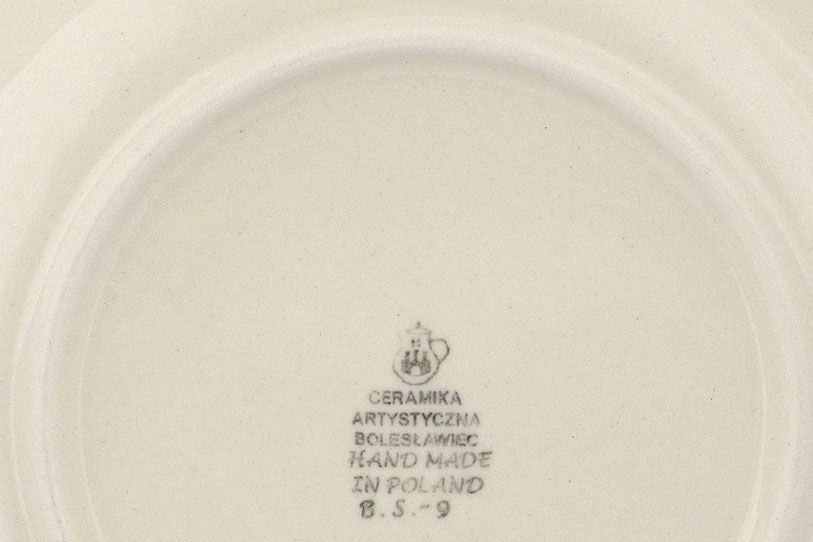 CERAMIKA
ARTYSTYCZNA
BOLESŁAWIEC
HAND MADE
IN POLAND
B.S.-9